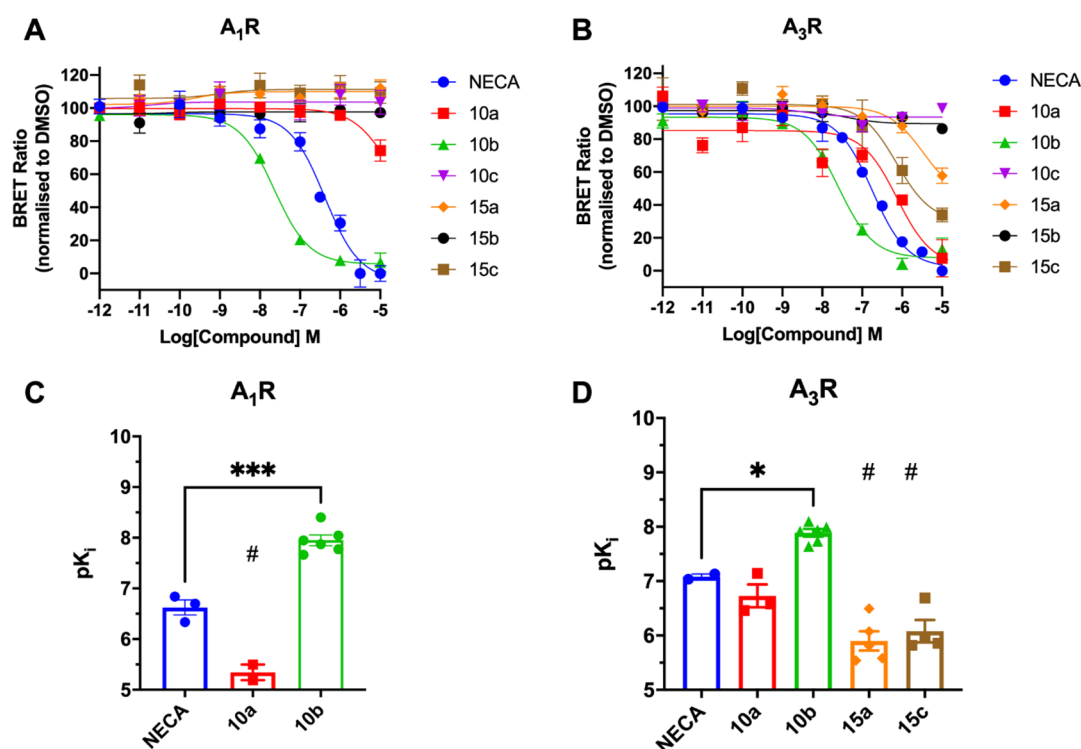 A
A1R
BRET Ratio
(normalised to DMSO)
120
100
80
60
40
20
0
-12 -11 -10 -9 -8 -7 -6 -5
Log[Compound] M
NECA
10a
10b
10c
15a
15b
15c
B
A3R
BRET Ratio
(normalised to DMSO)
120
100
80
60
40
20
0
-12 -11 -10 -9 -8 -7 -6 -5
Log[Compound] M
NECA
10a
10b
10c
15a
15b
15c
C
A1R
pKi
10
9
8
7
6
5
***
#
NECA 10a 10b
D
A3R
pKi
10
9
8
7
6
5
*
# #
NECA 10a 10b 15a 15c